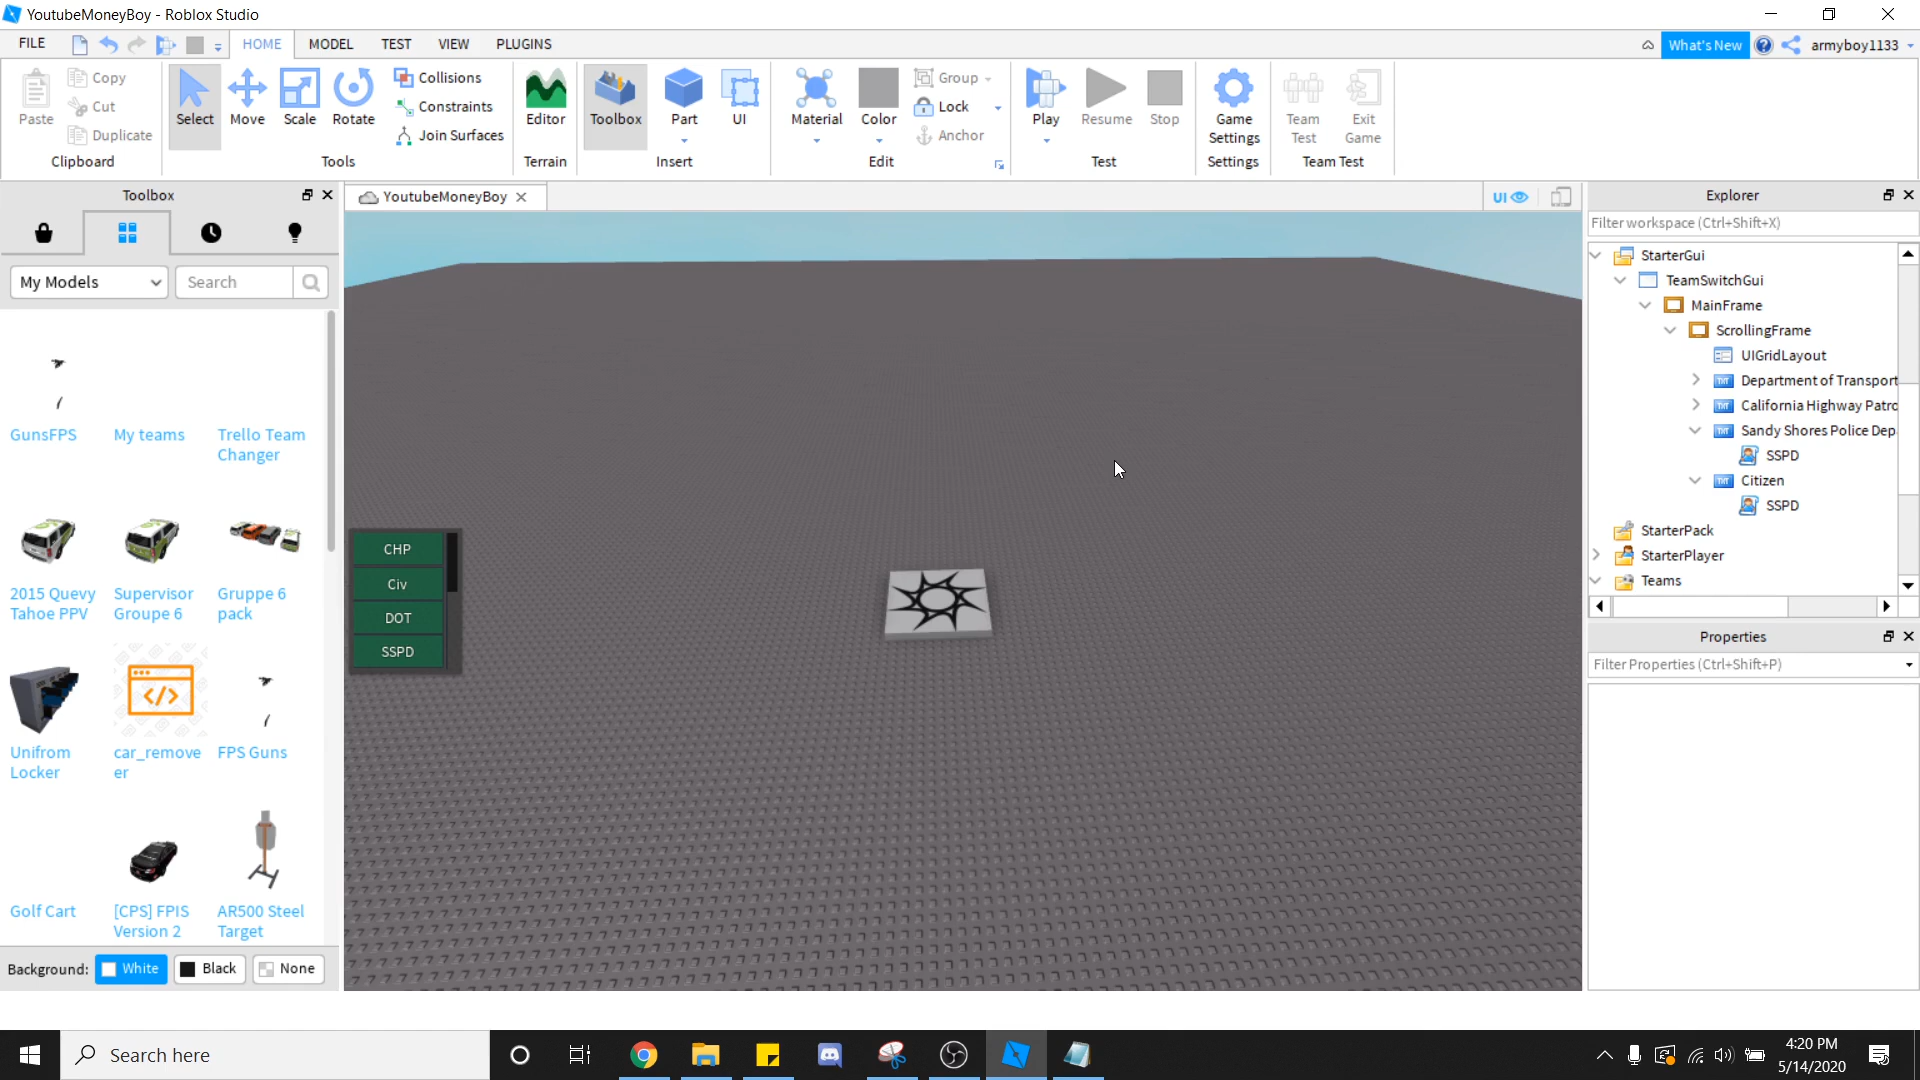 YoutubeMoneyBoy - Roblox Studio
FILE HOME MODEL TEST VIEW PLUGINS What's New armyboy1133
Paste Copy Cut Duplicate
Clipboard
Select Move Scale Rotate Collisions Constraints Join Surfaces
Tools
Editor
Terrain
Toolbox Part UI
Insert
Material Color Group Lock Anchor
Edit
Play Resume Stop
Test
Game Settings
Settings
Team Test Exit Game
Team Test
Toolbox
My Models Search
GunsFPS My teams Trello Team Changer
2015 Quevy Tahoe PPV Supervisor Groupe 6 Gruppe 6 pack
Unifrom Locker car_remove er FPS Guns
Golf Cart [CPS] FPIS Version 2 AR500 Steel Target
Background: White Black None
YoutubeMoneyBoy
UI
CHP
Civ
DOT
SSPD
Explorer
Filter workspace (Ctrl+Shift+X)
StarterGui
TeamSwitchGui
MainFrame
ScrollingFrame
UIGridLayout
Department of Transport
California Highway Patro
Sandy Shores Police Dep
SSPD
Citizen
SSPD
StarterPack
StarterPlayer
Teams
Properties
Filter Properties (Ctrl+Shift+P)
Search here
4:20 PM
5/14/2020